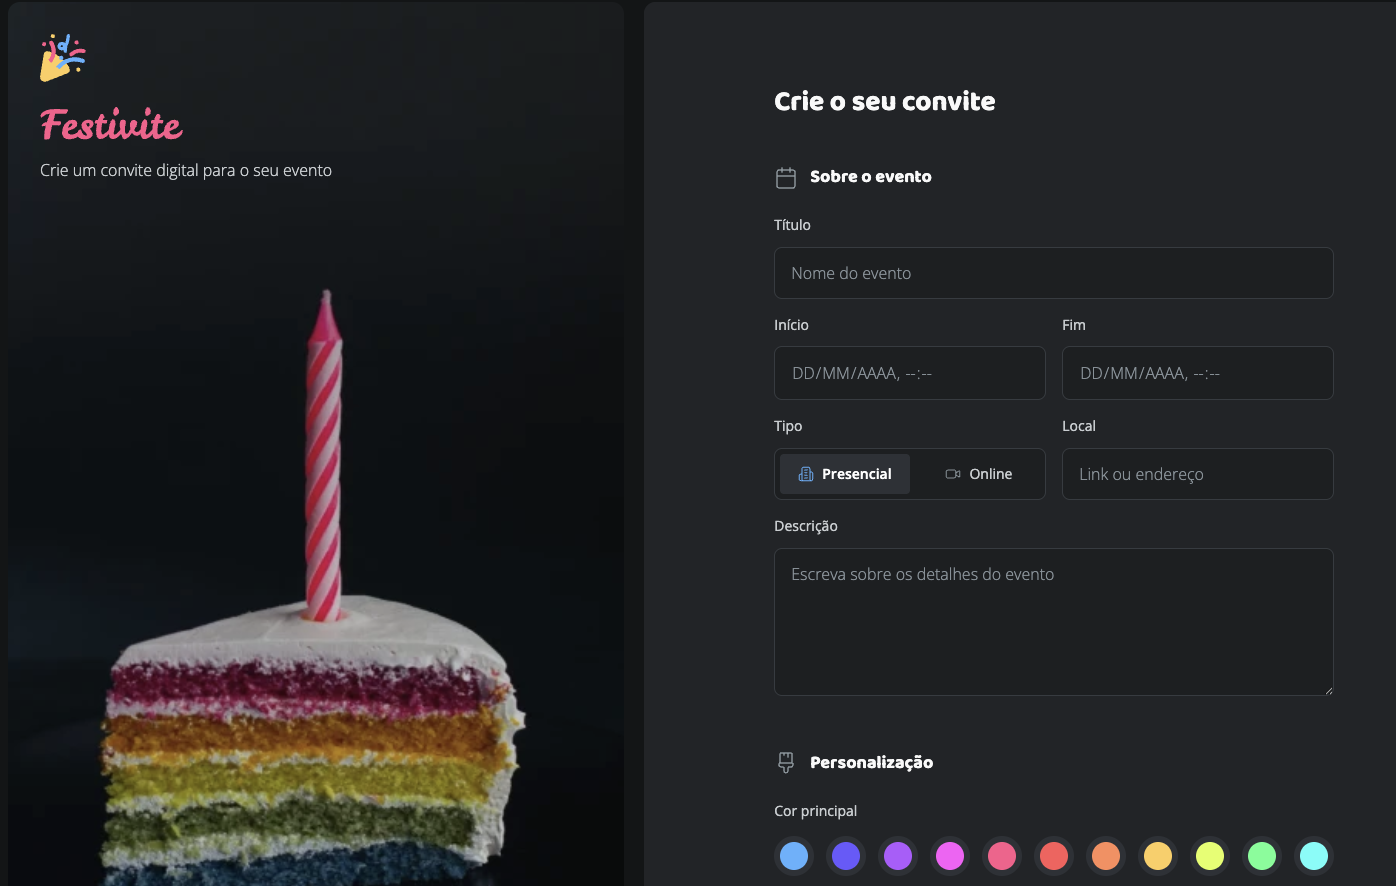 Festivite
Crie um convite digital para o seu evento
Crie o seu convite
Sobre o evento
Título
Nome do evento
Início Fim
DD/MM/AAAA, --:-- DD/MM/AAAA, --:--
Tipo Local
Presencial Online Link ou endereço
Descrição
Escreva sobre os detalhes do evento
Personalização
Cor principal